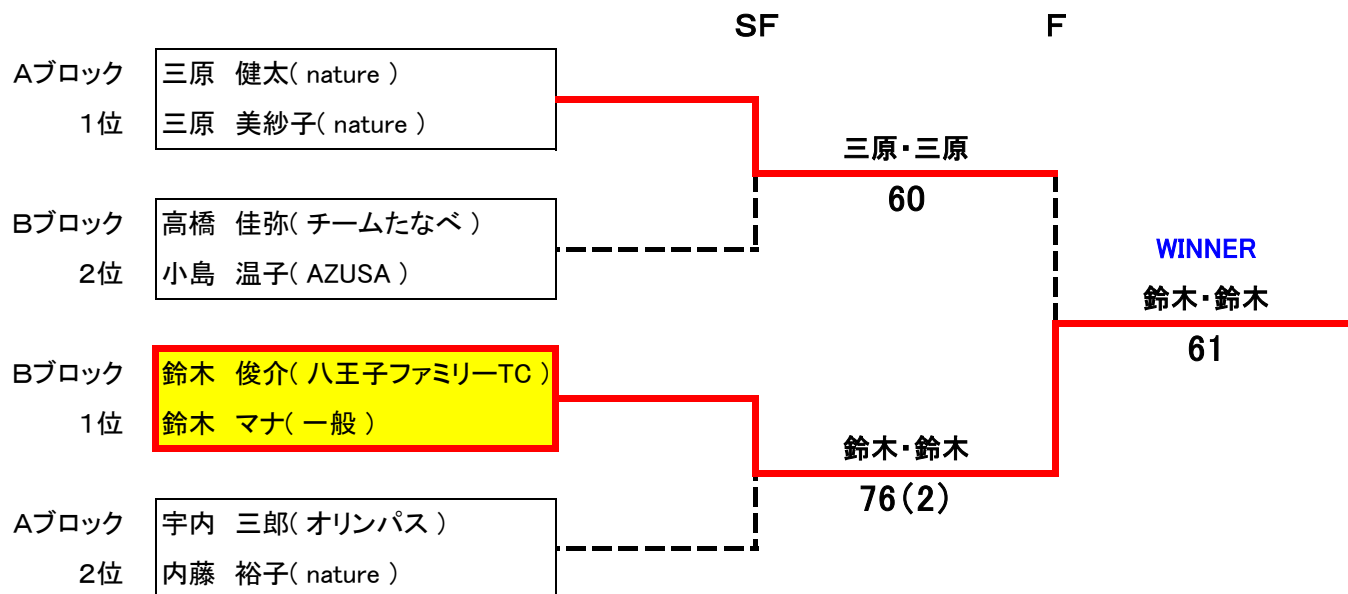 SF F
Aブロック 三原 健太( nature )
1位 三原 美紗子( nature )
三原・三原
60
Bブロック 高橋 佳弥( チームたなべ )
2位 小島 温子( AZUSA )
WINNER
鈴木・鈴木
61
Bブロック 鈴木 俊介( 八王子ファミリーTC )
1位 鈴木 マナ( 一般 )
鈴木・鈴木
76(2)
Aブロック 宇内 三郎( オリンパス )
2位 内藤 裕子( nature )